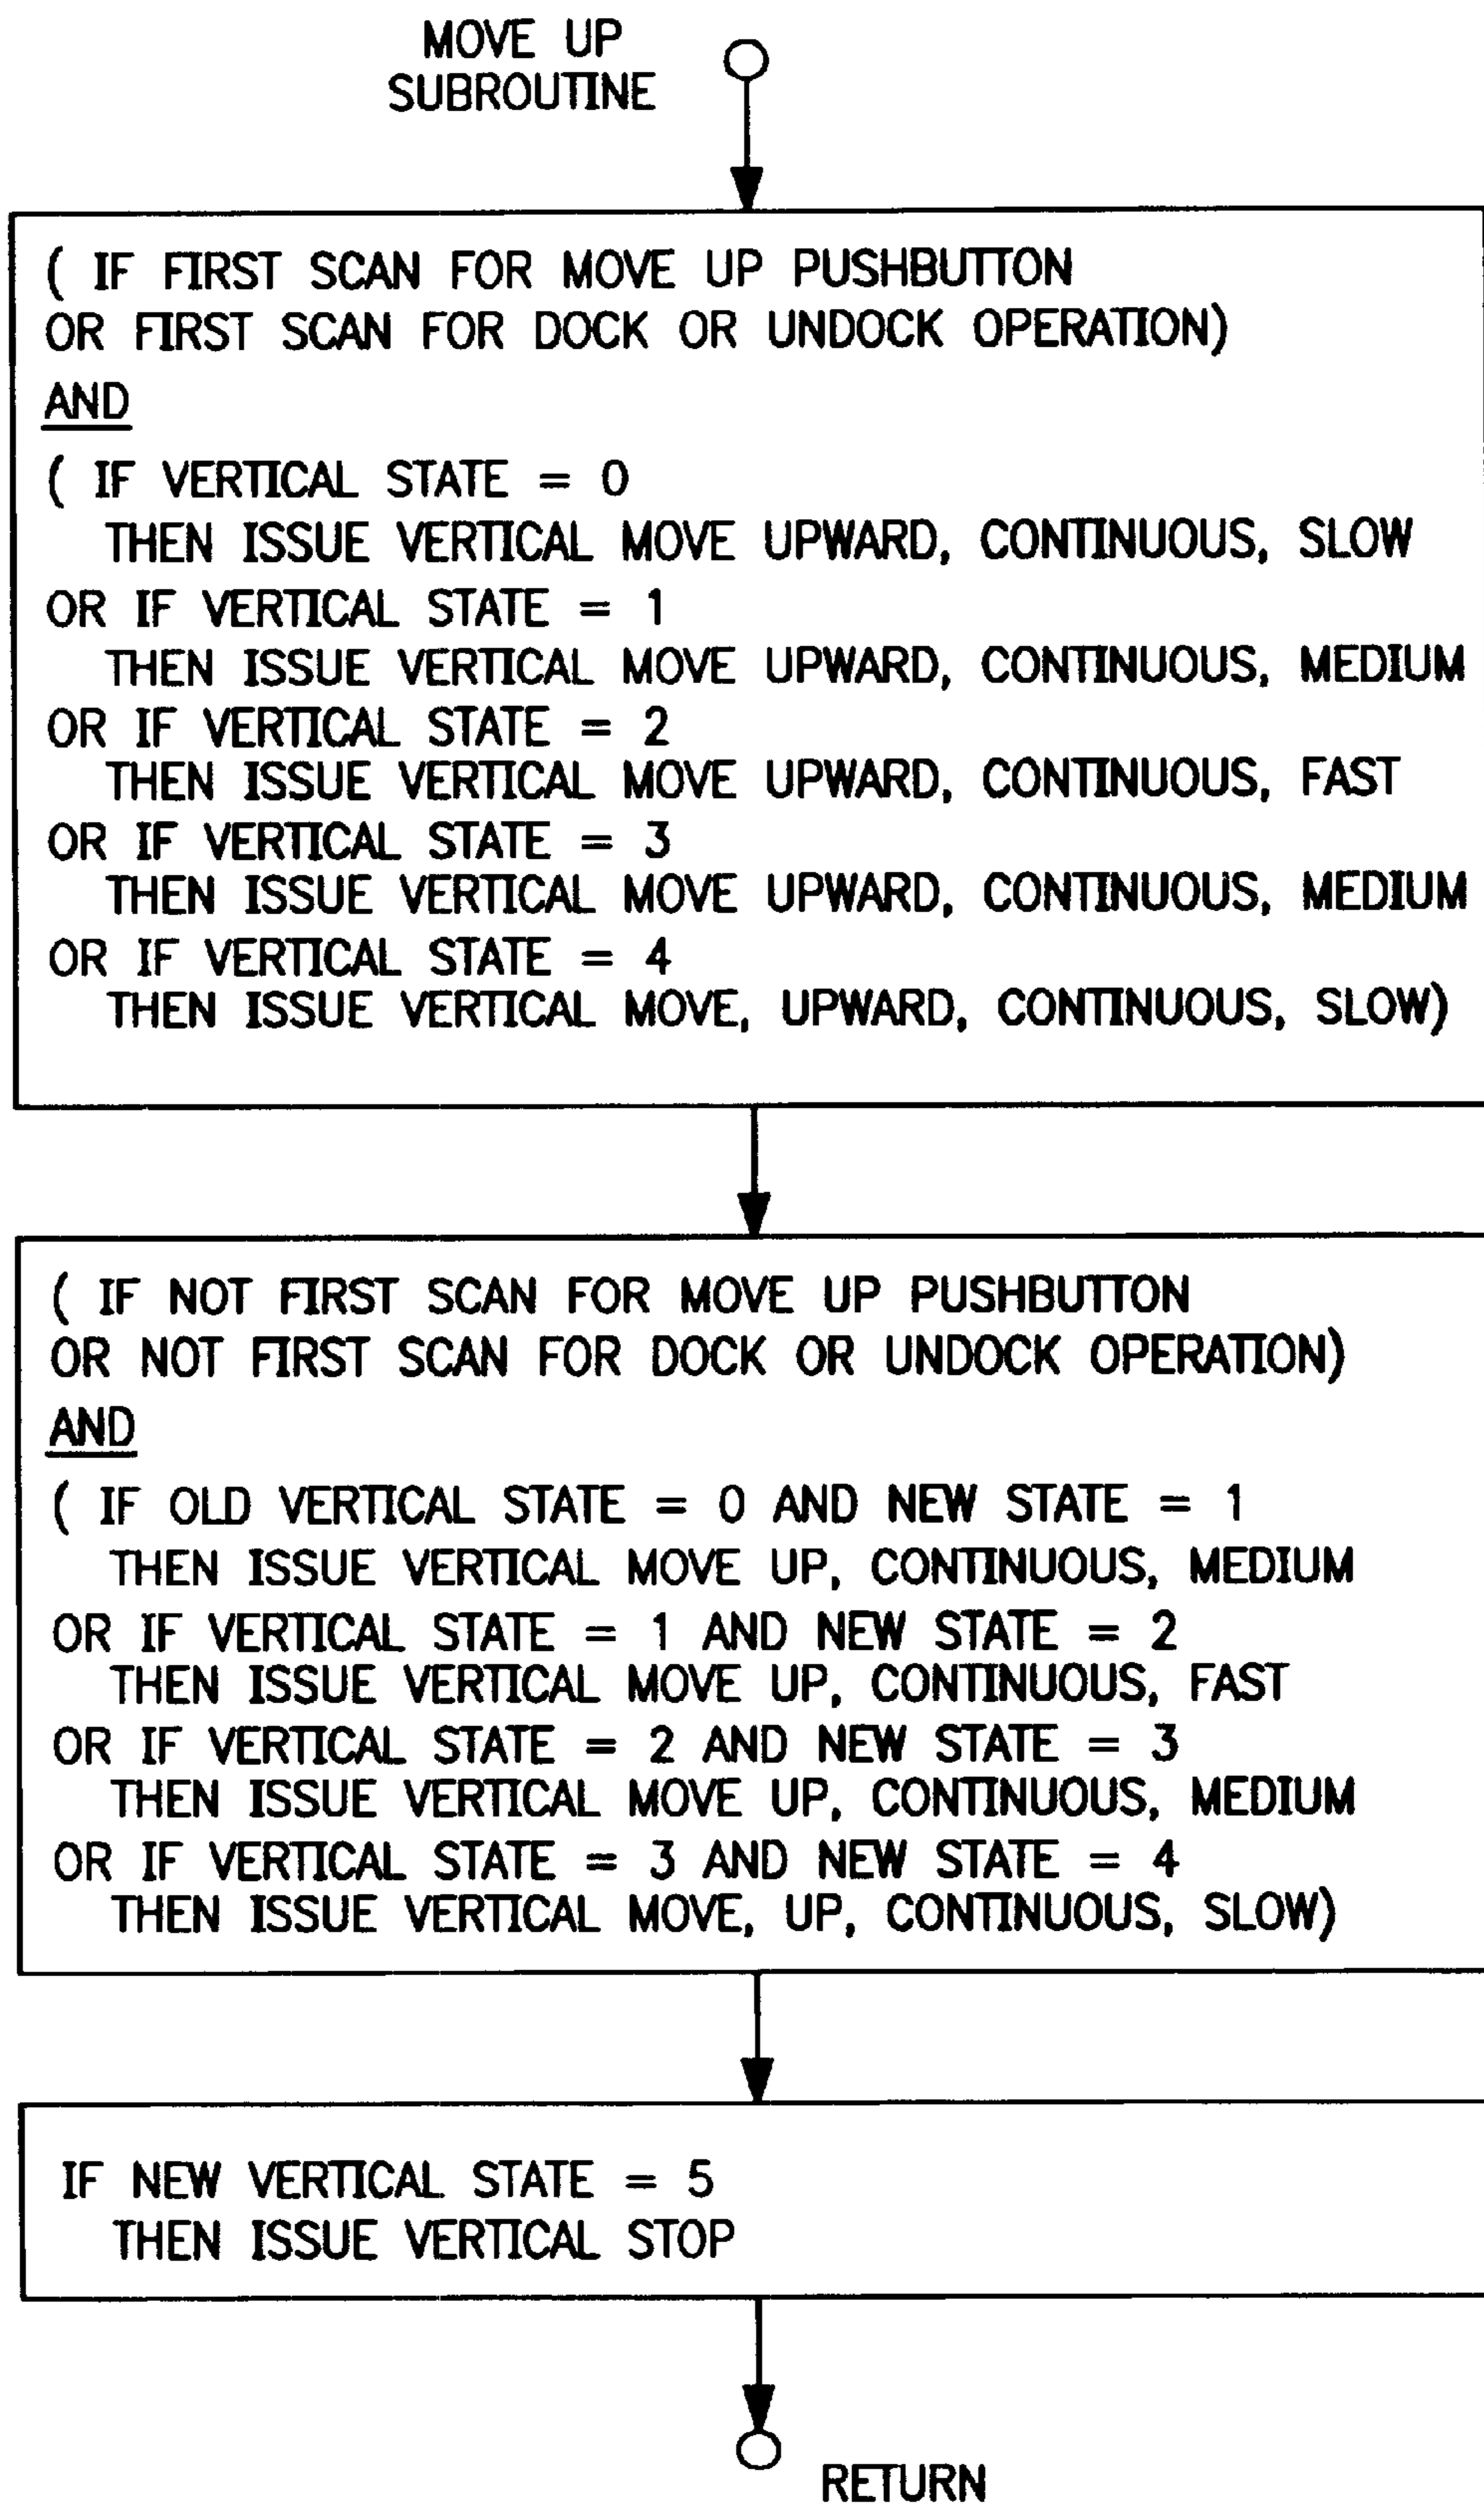 MOVE UP
SUBROUTINE
( IF FIRST SCAN FOR MOVE UP PUSHBUTTON
OR FIRST SCAN FOR DOCK OR UNDOCK OPERATION)
AND
( IF VERTICAL STATE = 0
THEN ISSUE VERTICAL MOVE UPWARD, CONTINUOUS, SLOW
OR IF VERTICAL STATE = 1
THEN ISSUE VERTICAL MOVE UPWARD, CONTINUOUS, MEDIUM
OR IF VERTICAL STATE = 2
THEN ISSUE VERTICAL MOVE UPWARD, CONTINUOUS, FAST
OR IF VERTICAL STATE = 3
THEN ISSUE VERTICAL MOVE UPWARD, CONTINUOUS, MEDIUM
OR IF VERTICAL STATE = 4
THEN ISSUE VERTICAL MOVE, UPWARD, CONTINUOUS, SLOW)
( IF NOT FIRST SCAN FOR MOVE UP PUSHBUTTON
OR NOT FIRST SCAN FOR DOCK OR UNDOCK OPERATION)
AND
( IF OLD VERTICAL STATE = 0 AND NEW STATE = 1
THEN ISSUE VERTICAL MOVE UP, CONTINUOUS, MEDIUM
OR IF VERTICAL STATE = 1 AND NEW STATE = 2
THEN ISSUE VERTICAL MOVE UP, CONTINUOUS, FAST
OR IF VERTICAL STATE = 2 AND NEW STATE = 3
THEN ISSUE VERTICAL MOVE UP, CONTINUOUS, MEDIUM
OR IF VERTICAL STATE = 3 AND NEW STATE = 4
THEN ISSUE VERTICAL MOVE, UP, CONTINUOUS, SLOW)
IF NEW VERTICAL STATE = 5
THEN ISSUE VERTICAL STOP
RETURN